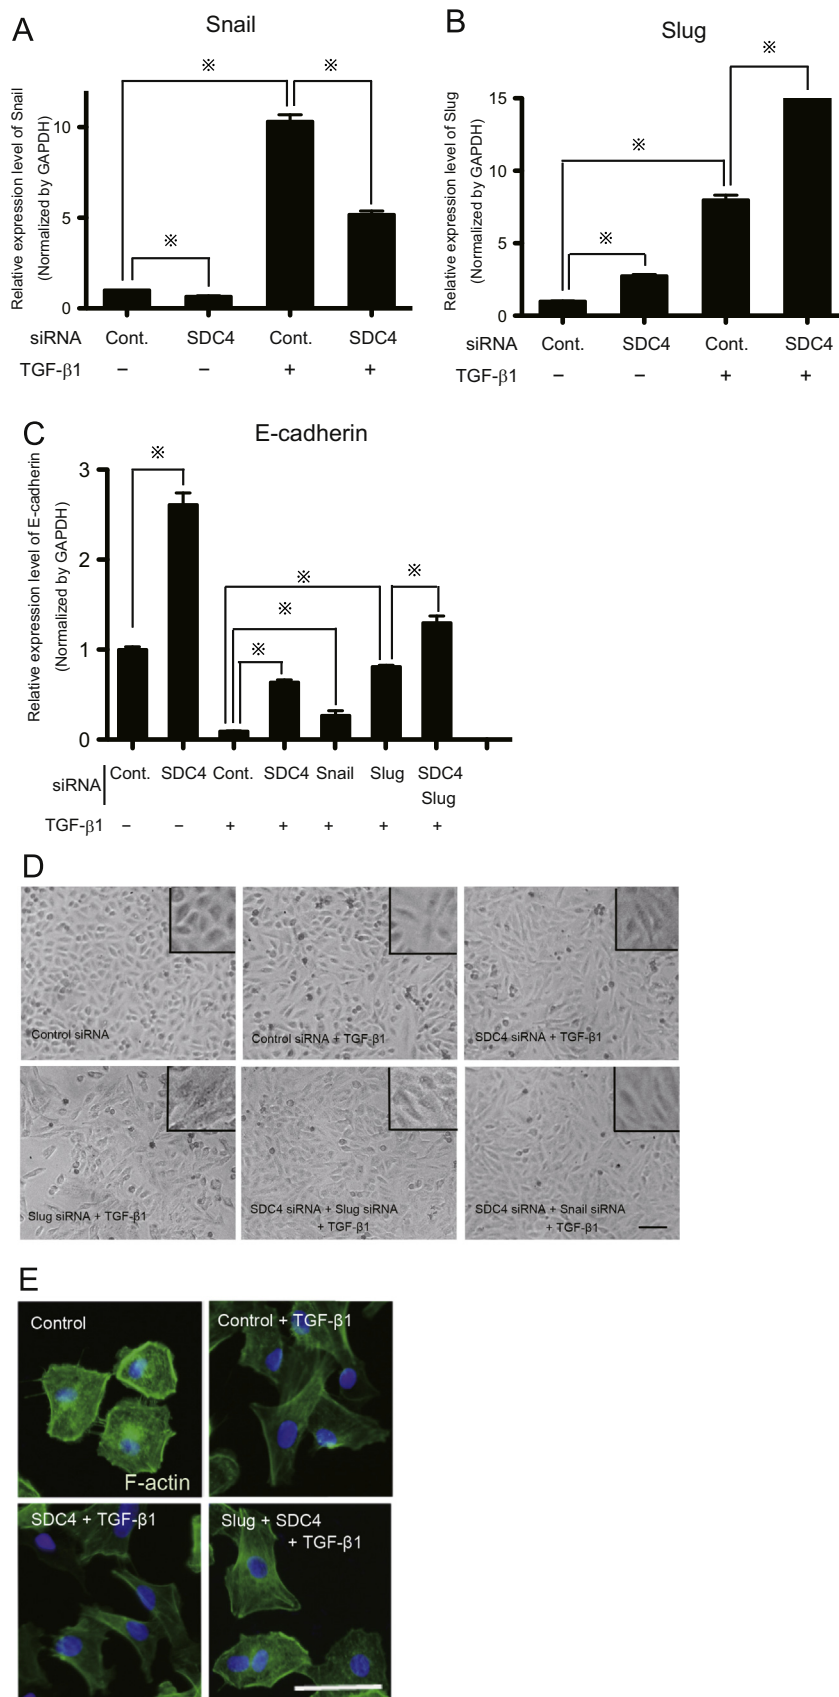 A
Snail
Relative expression level of Snail
(Normalized by GAPDH)
10
5
0
※
※
※
siRNA Cont. SDC4 Cont. SDC4
TGF-β1 − − + +
B
Slug
Relative expression level of Slug
(Normalized by GAPDH)
15
10
5
0
※
※
※
siRNA Cont. SDC4 Cont. SDC4
TGF-β1 − − + +
C
E-cadherin
Relative expression level of E-cadherin
(Normalized by GAPDH)
3
2
1
0
※
※
※
※
※
siRNA Cont. SDC4 Cont. SDC4 Snail Slug SDC4
Slug
TGF-β1 − − + + + + +
D
Control siRNA
Control siRNA + TGF-β1
SDC4 siRNA + TGF-β1
Slug siRNA + TGF-β1
SDC4 siRNA + Slug siRNA
+ TGF-β1
SDC4 siRNA + Snail siRNA
+ TGF-β1
E
Control
F-actin
Control + TGF-β1
SDC4 + TGF-β1
Slug + SDC4
+ TGF-β1